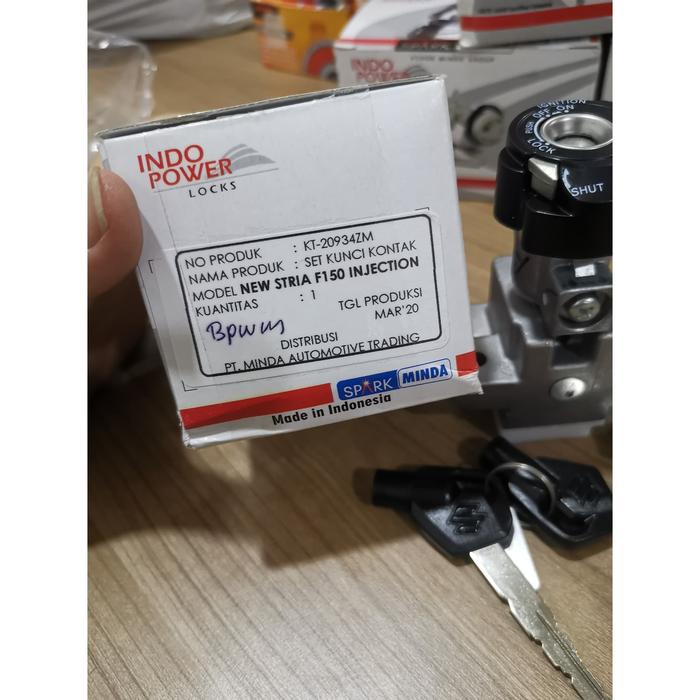 SPARK
INDO
POWER
IGNITION
PUSH OFF ON
LOCK
SHUT
INDO
POWER
LOCKS
NO PRODUK : KT-20934ZM
NAMA PRODUK : SET KUNCI KONTAK
MODEL NEW STRIA F150 INJECTION
KUANTITAS : 1
TGL PRODUKSI
MAR'20
DISTRIBUSI
PT. MINDA AUTOMOTIVE TRADING
SPARK MINDA
Made in Indonesia